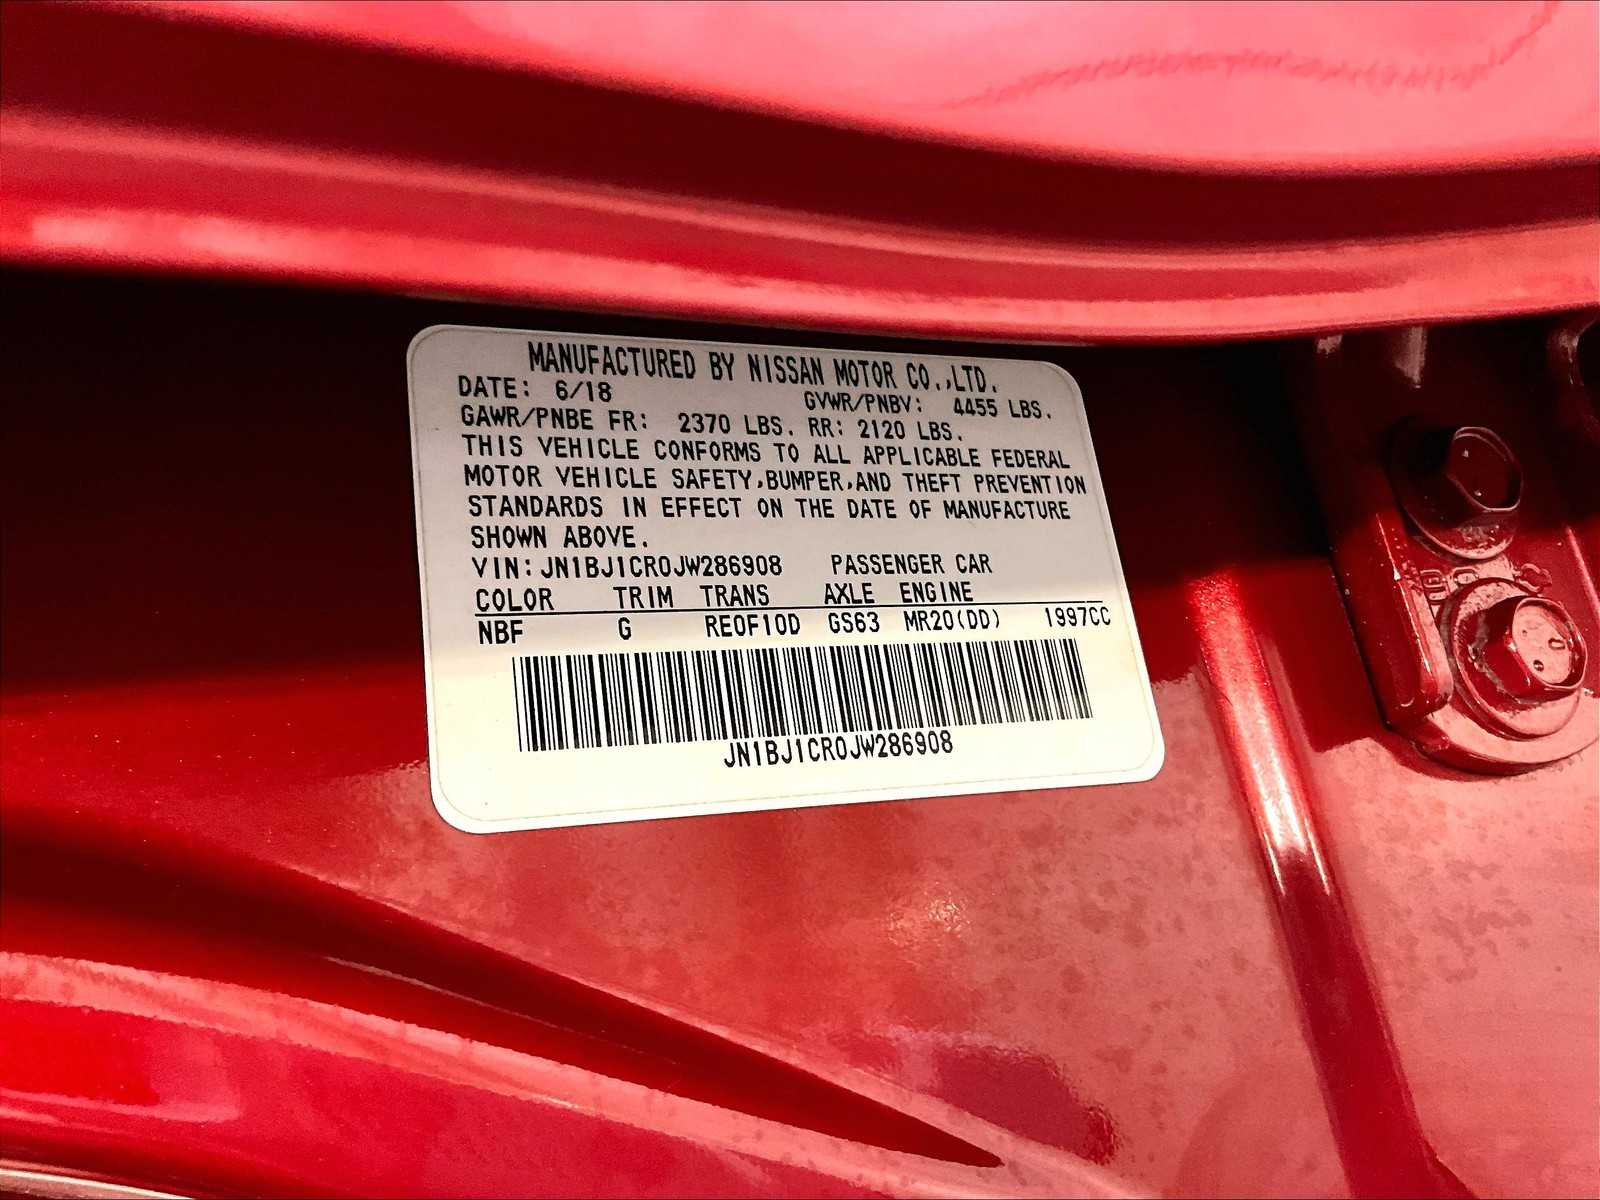 MANUFACTURED BY NISSAN MOTOR CO.,LTD.
DATE: 6/18 GVWR/PNBV: 4455 LBS.
GAWR/PNBE FR: 2370 LBS. RR: 2120 LBS.
THIS VEHICLE CONFORMS TO ALL APPLICABLE FEDERAL
MOTOR VEHICLE SAFETY,BUMPER,AND THEFT PREVENTION
STANDARDS IN EFFECT ON THE DATE OF MANUFACTURE
SHOWN ABOVE.
VIN:JN1BJ1CR0JW286908 PASSENGER CAR
COLOR TRIM TRANS AXLE ENGINE
NBF G RE0F10D GS63 MR20(DD) 1997CC
JN1BJ1CR0JW286908